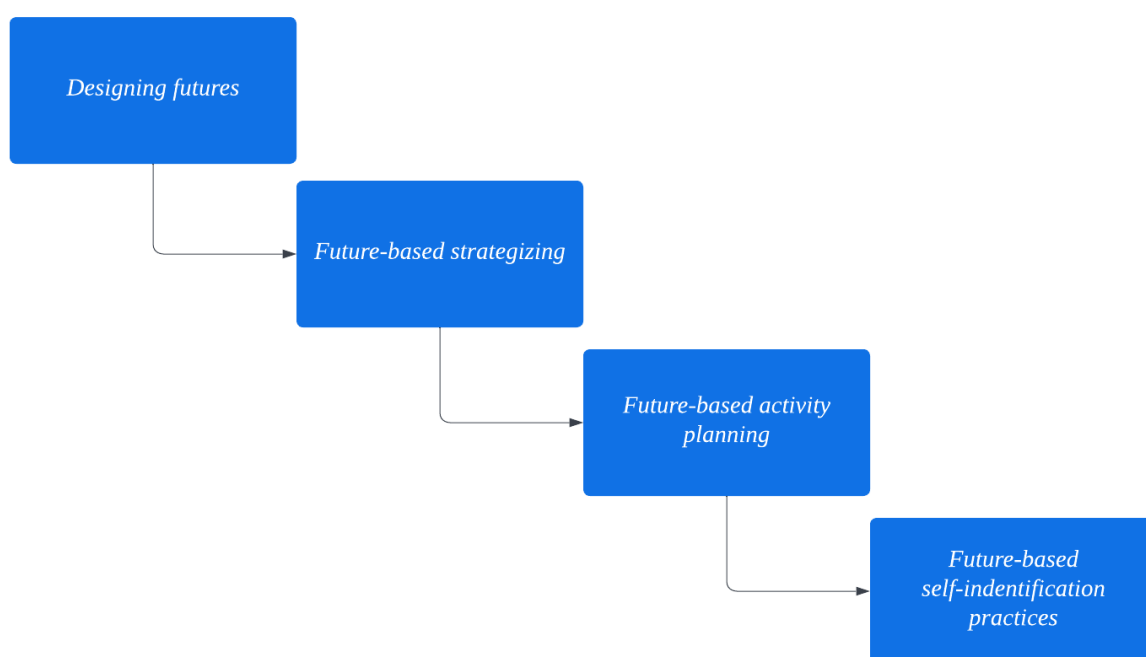 Designing futures
Future-based strategizing
Future-based activity
planning
Future-based
self-indentification
practices